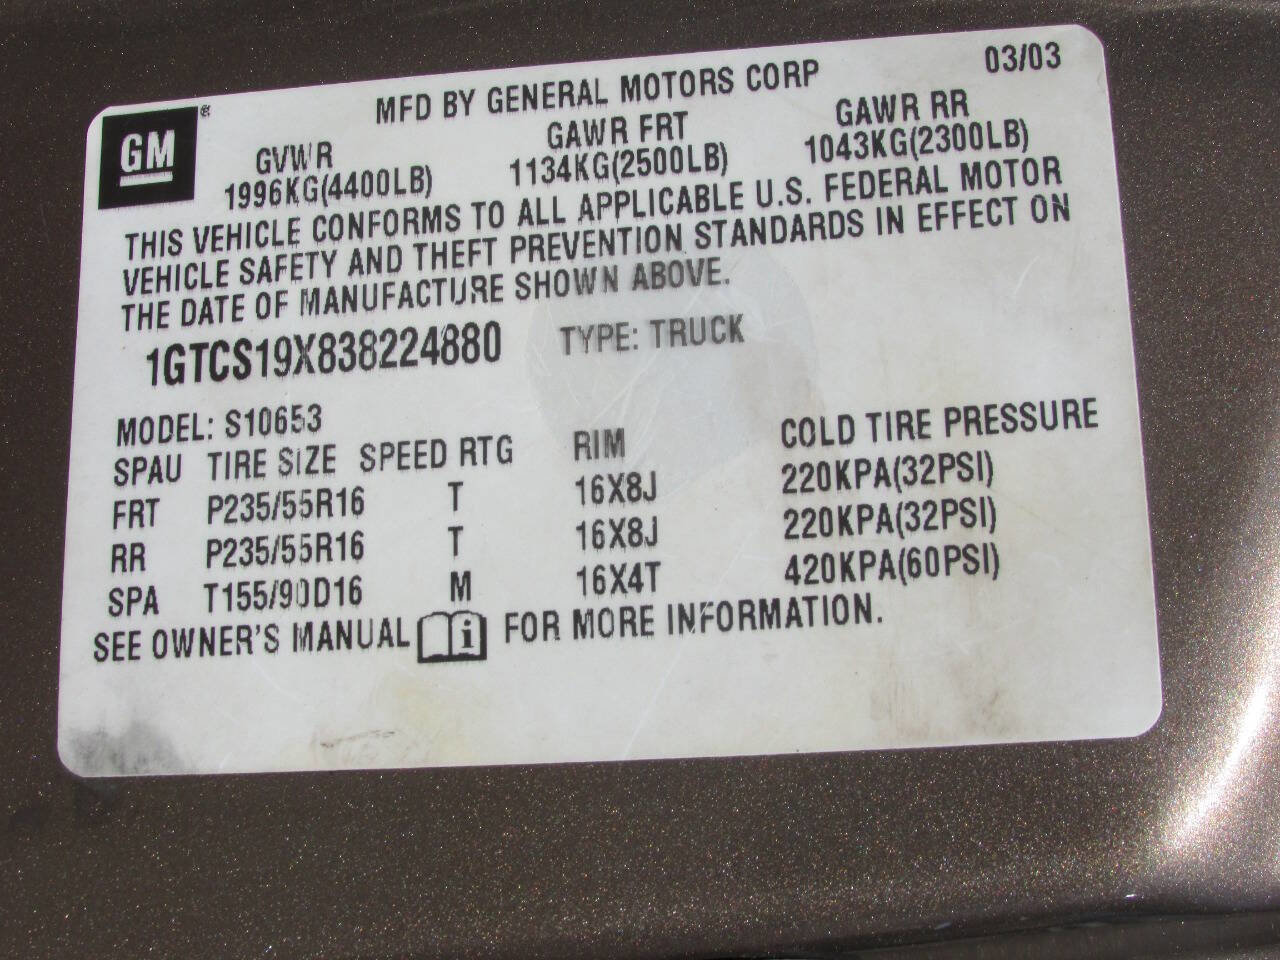 GM ®
MFD BY GENERAL MOTORS CORP 03/03
GVWR GAWR FRT GAWR RR
1996KG(4400LB) 1134KG(2500LB) 1043KG(2300LB)
THIS VEHICLE CONFORMS TO ALL APPLICABLE U.S. FEDERAL MOTOR
VEHICLE SAFETY AND THEFT PREVENTION STANDARDS IN EFFECT ON
THE DATE OF MANUFACTURE SHOWN ABOVE.
1GTCS19X838224880 TYPE: TRUCK
MODEL: S10653
SPAU TIRE SIZE SPEED RTG RIM COLD TIRE PRESSURE
FRT P235/55R16 T 16X8J 220KPA(32PSI)
RR P235/55R16 T 16X8J 220KPA(32PSI)
SPA T155/90D16 M 16X4T 420KPA(60PSI)
SEE OWNER'S MANUAL i FOR MORE INFORMATION.